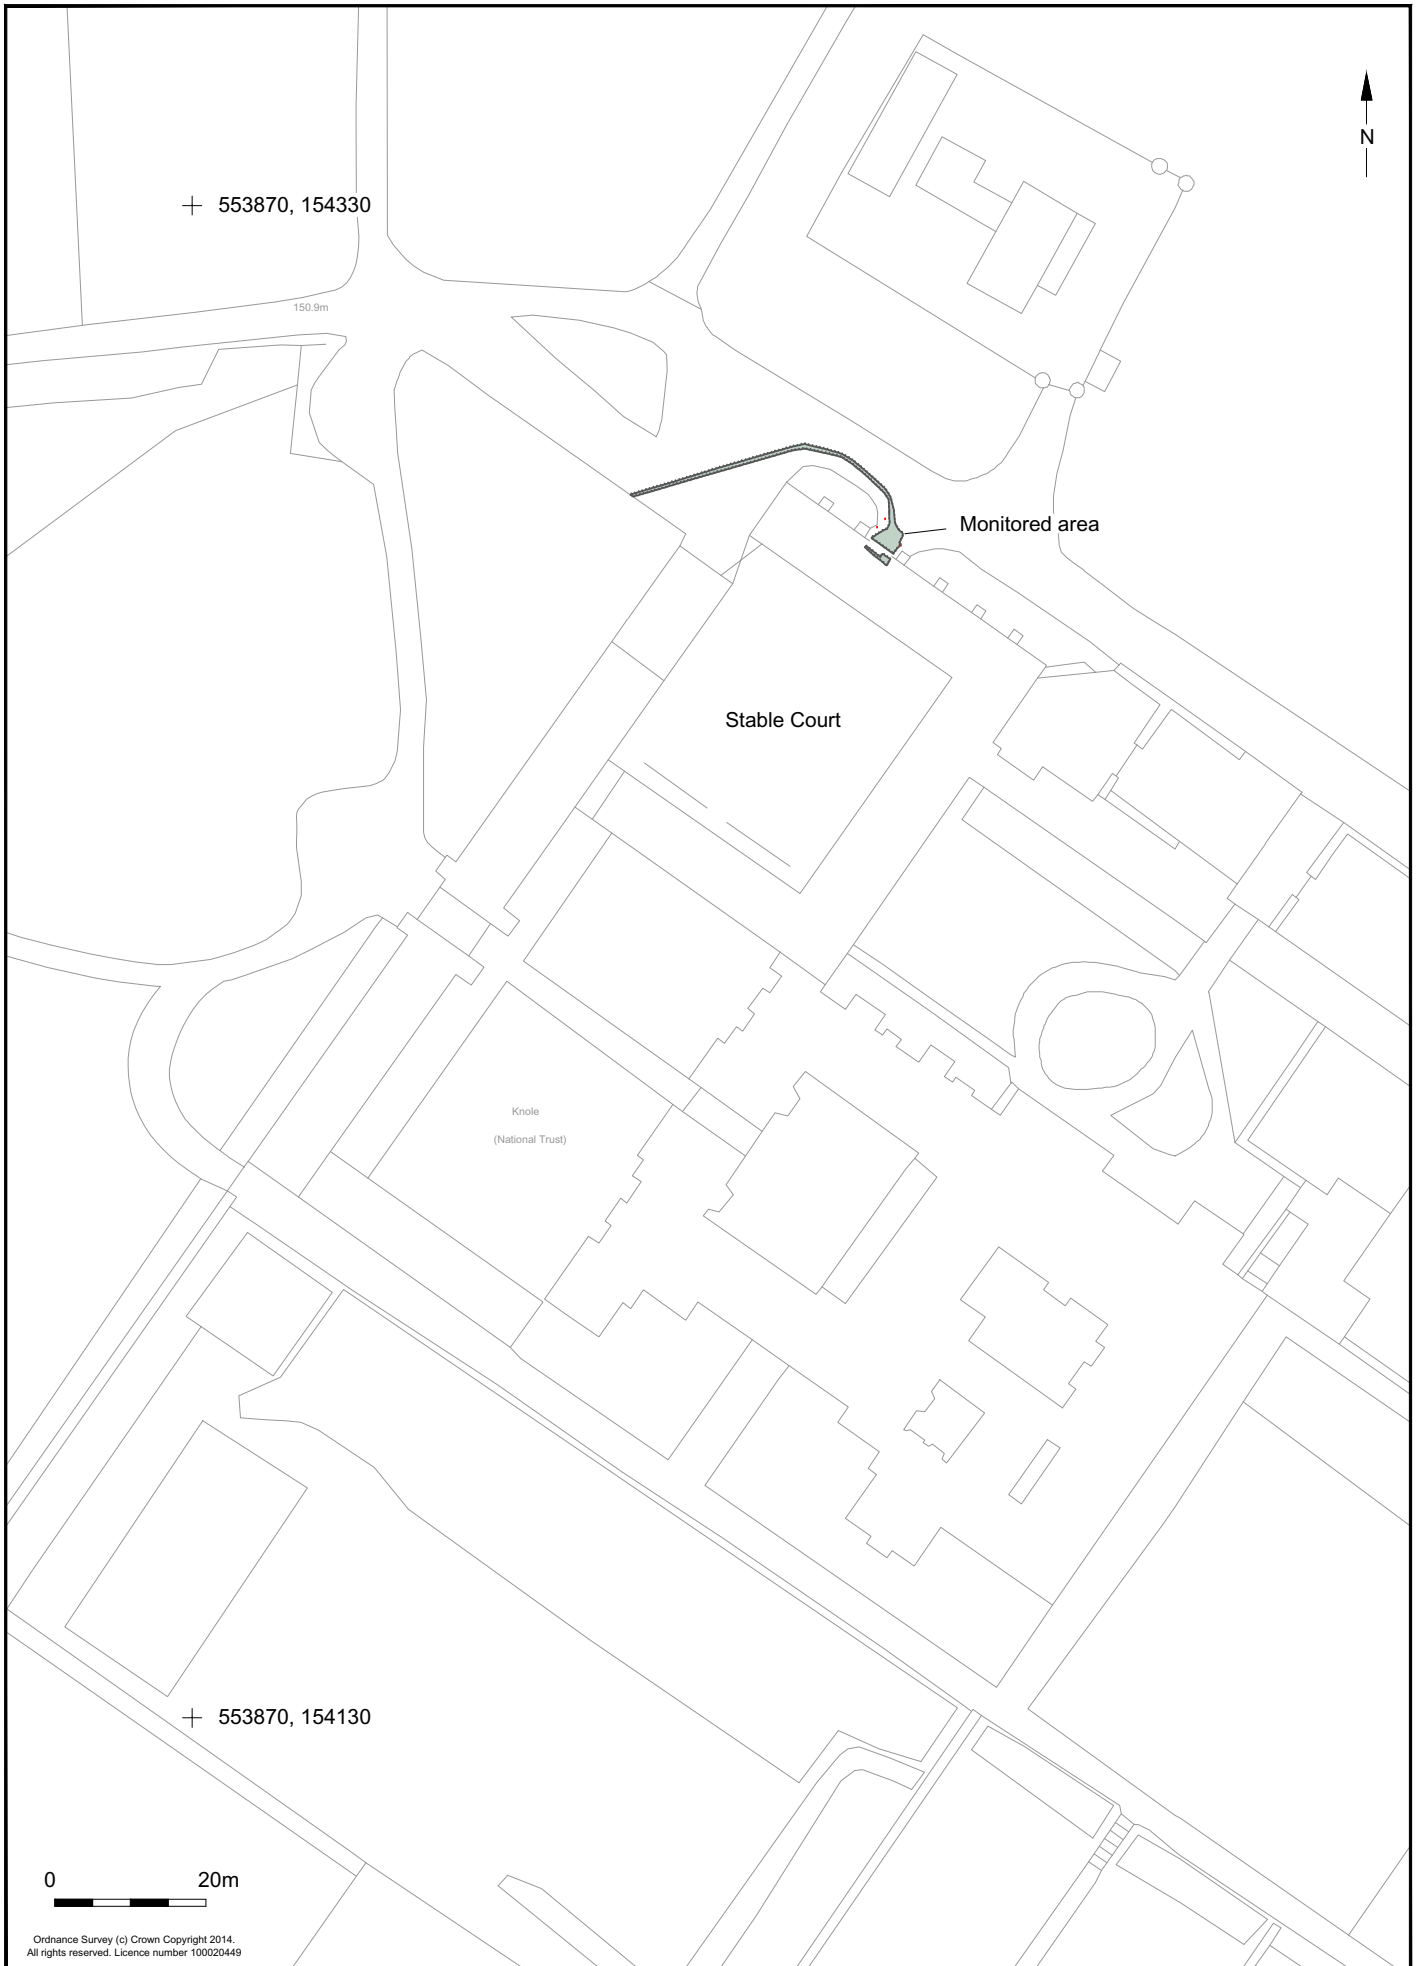 N
553870, 154330
150.9m
Monitored area
Stable Court
Knole
(National Trust)
553870, 154130
0 20m
Ordnance Survey (c) Crown Copyright 2014.
All rights reserved. Licence number 100020449